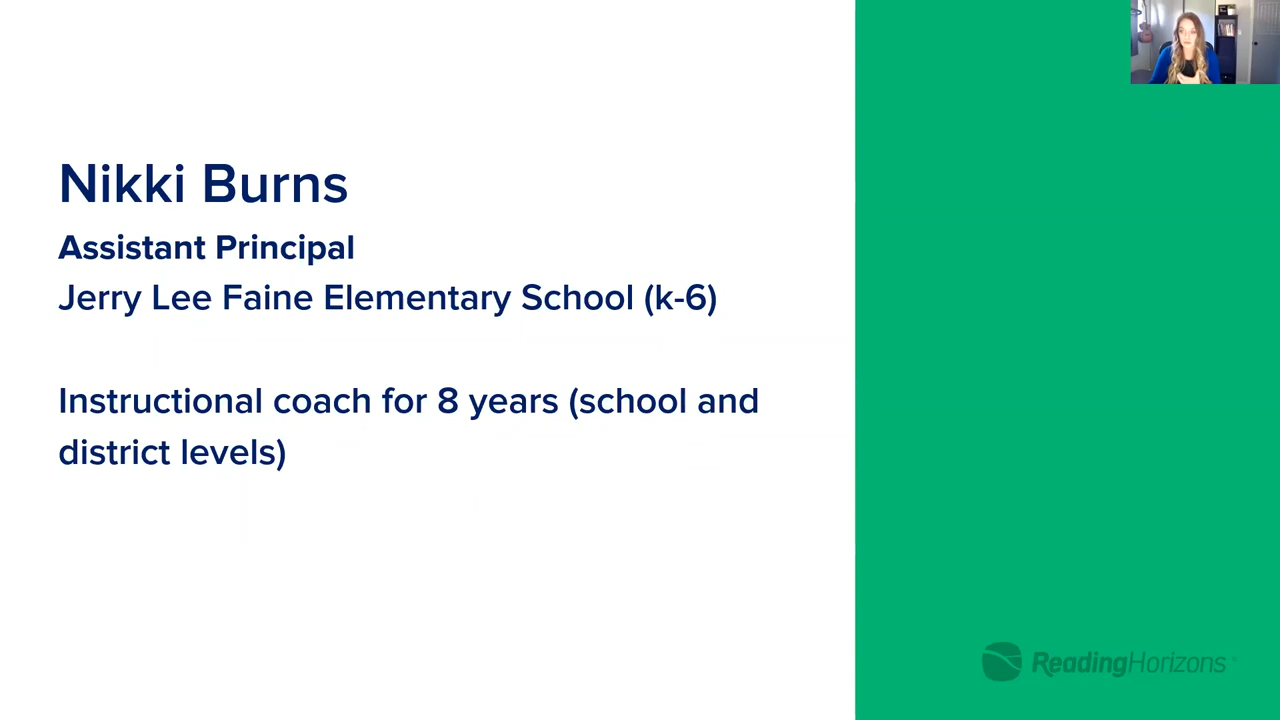 Nikki Burns
Assistant Principal
Jerry Lee Faine Elementary School (k-6)
Instructional coach for 8 years (school and
district levels)
ReadingHorizons